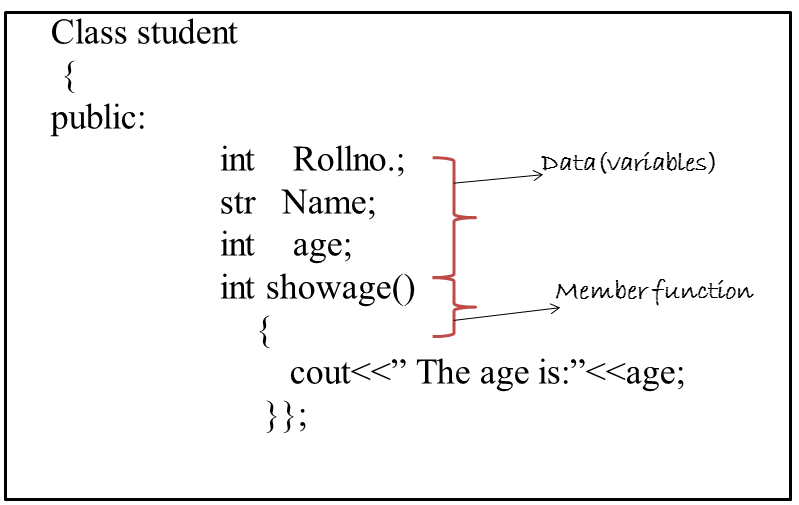 Class student
{
public:
int Rollno.; Data(variables)
str Name;
int age;
int showage() Member function
{
cout<<” The age is:”<<age;
}};